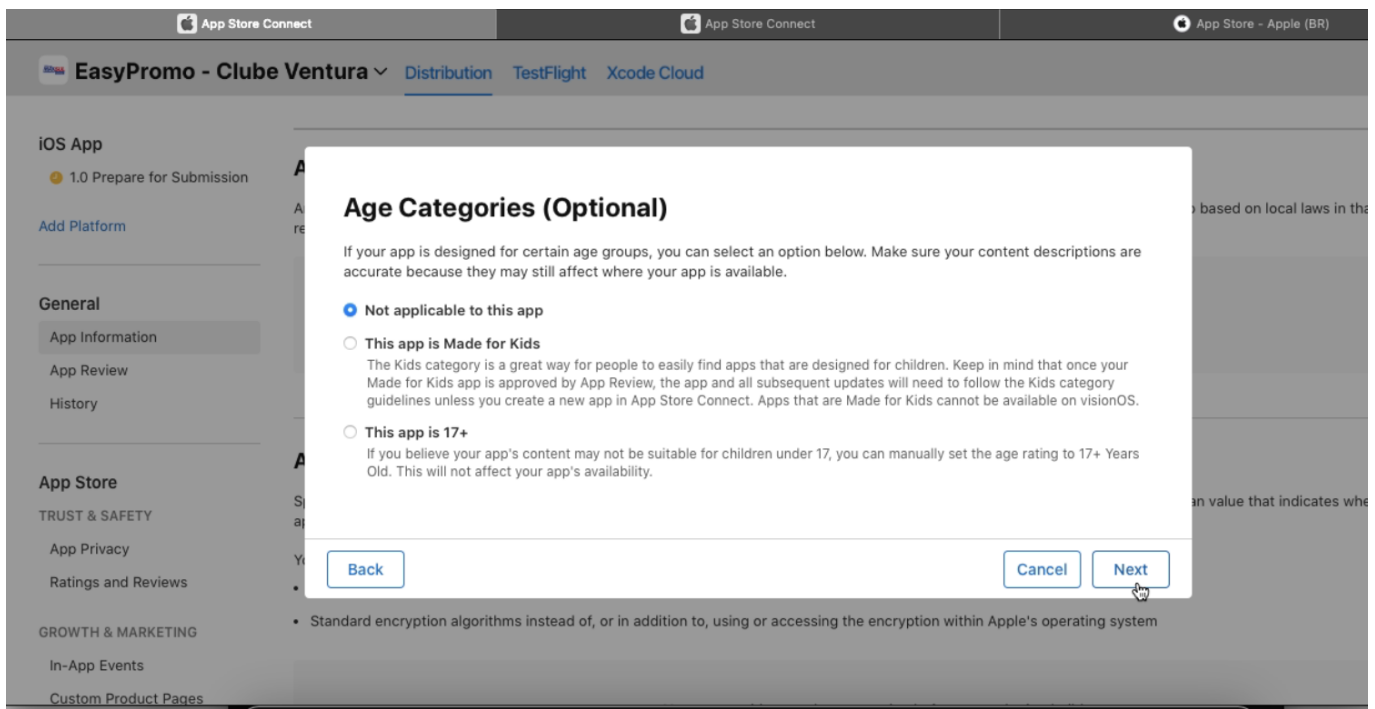 App Store Connect
App Store Connect
App Store - Apple (BR)
EasyPromo - Clube Ventura
Distribution
TestFlight
Xcode Cloud
iOS App
1.0 Prepare for Submission
Add Platform
General
App Information
App Review
History
App Store
TRUST & SAFETY
App Privacy
Ratings and Reviews
GROWTH & MARKETING
In-App Events
Custom Product Pages
based on local laws in tha
Age Categories (Optional)
If your app is designed for certain age groups, you can select an option below. Make sure your content descriptions are
accurate because they may still affect where your app is available.
Not applicable to this app
This app is Made for Kids
The Kids category is a great way for people to easily find apps that are designed for children. Keep in mind that once your
Made for Kids app is approved by App Review, the app and all subsequent updates will need to follow the Kids category
guidelines unless you create a new app in App Store Connect. Apps that are Made for Kids cannot be available on visionOS.
This app is 17+
If you believe your app's content may not be suitable for children under 17, you can manually set the age rating to 17+ Years
Old. This will not affect your app's availability.
an value that indicates whe
Back
Cancel
Next
• Standard encryption algorithms instead of, or in addition to, using or accessing the encryption within Apple's operating system